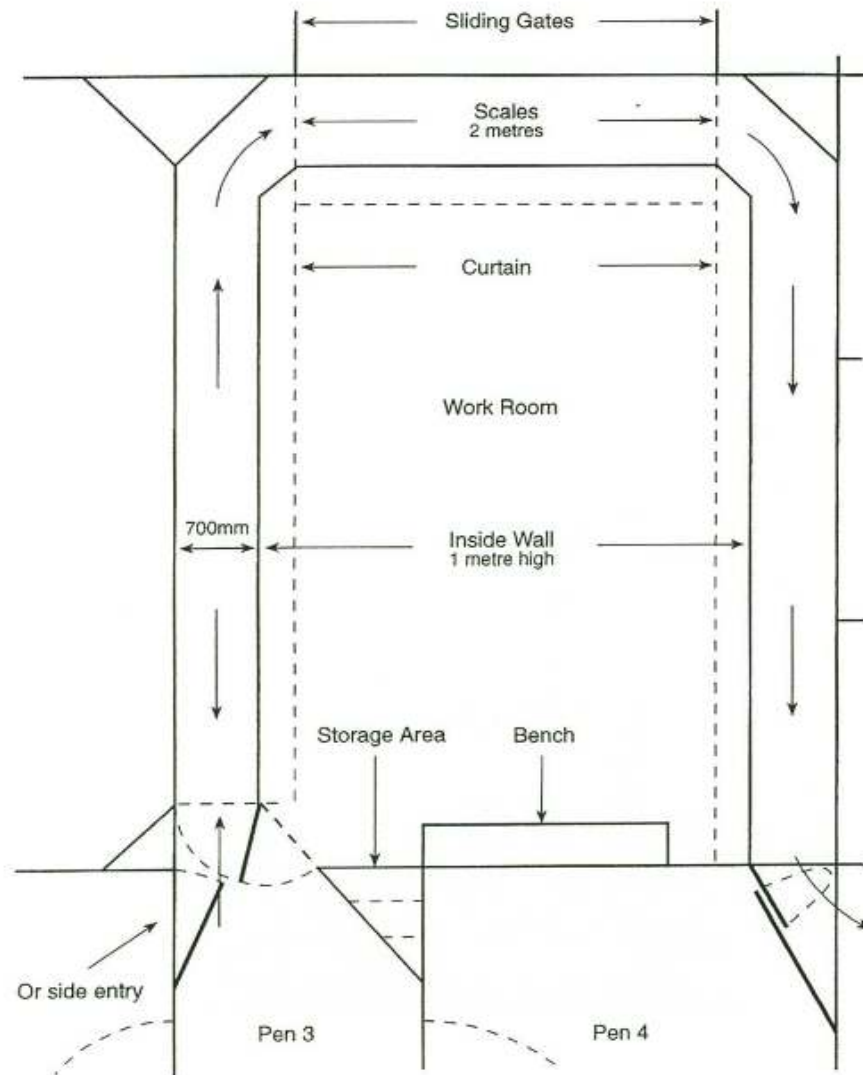 Sliding Gates
Scales
2 metres
Curtain
Work Room
700mm
Inside Wall
1 metre high
Storage Area
Bench
Or side entry
Pen 3
Pen 4